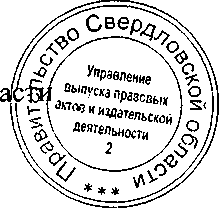 Правительство Свердловской области
Управление
выпуска правовых
актов и издательской
деятельности
2
***
асти